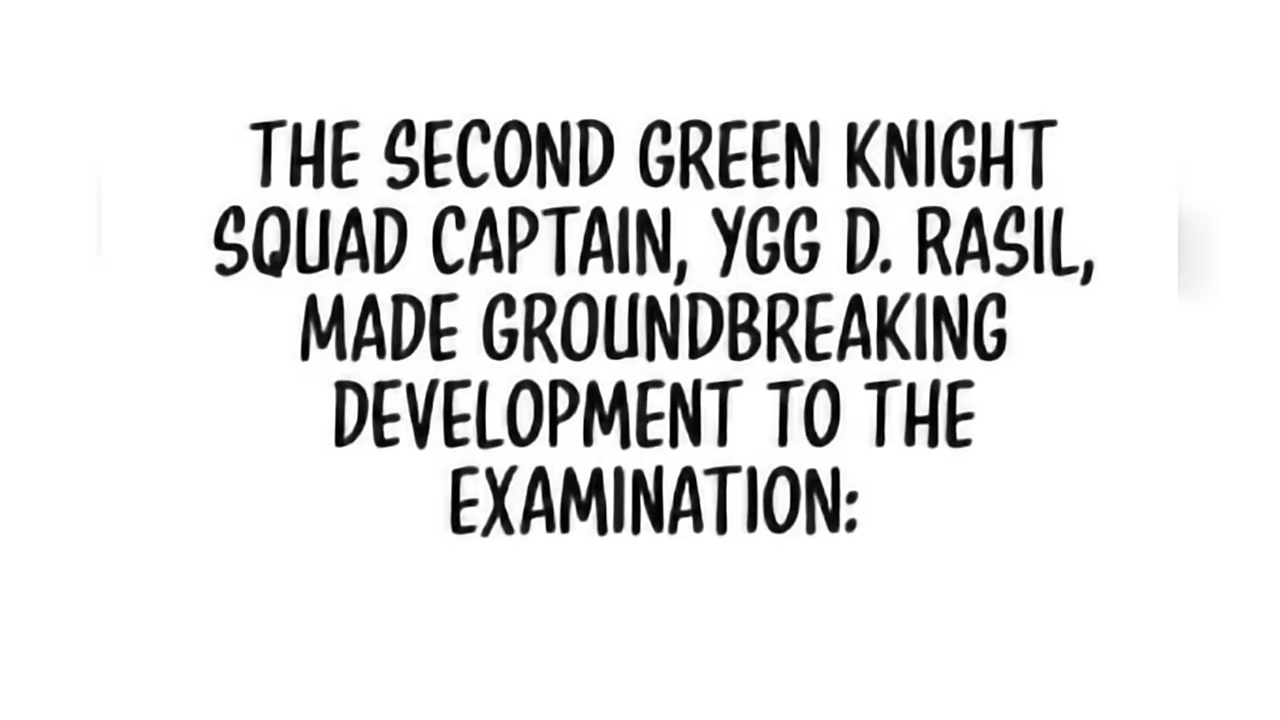 THE SECOND GREEN KNIGHT
SQUAD CAPTAIN, YGG D. RASIL,
MADE GROUNDBREAKING
DEVELOPMENT TO THE
EXAMINATION: